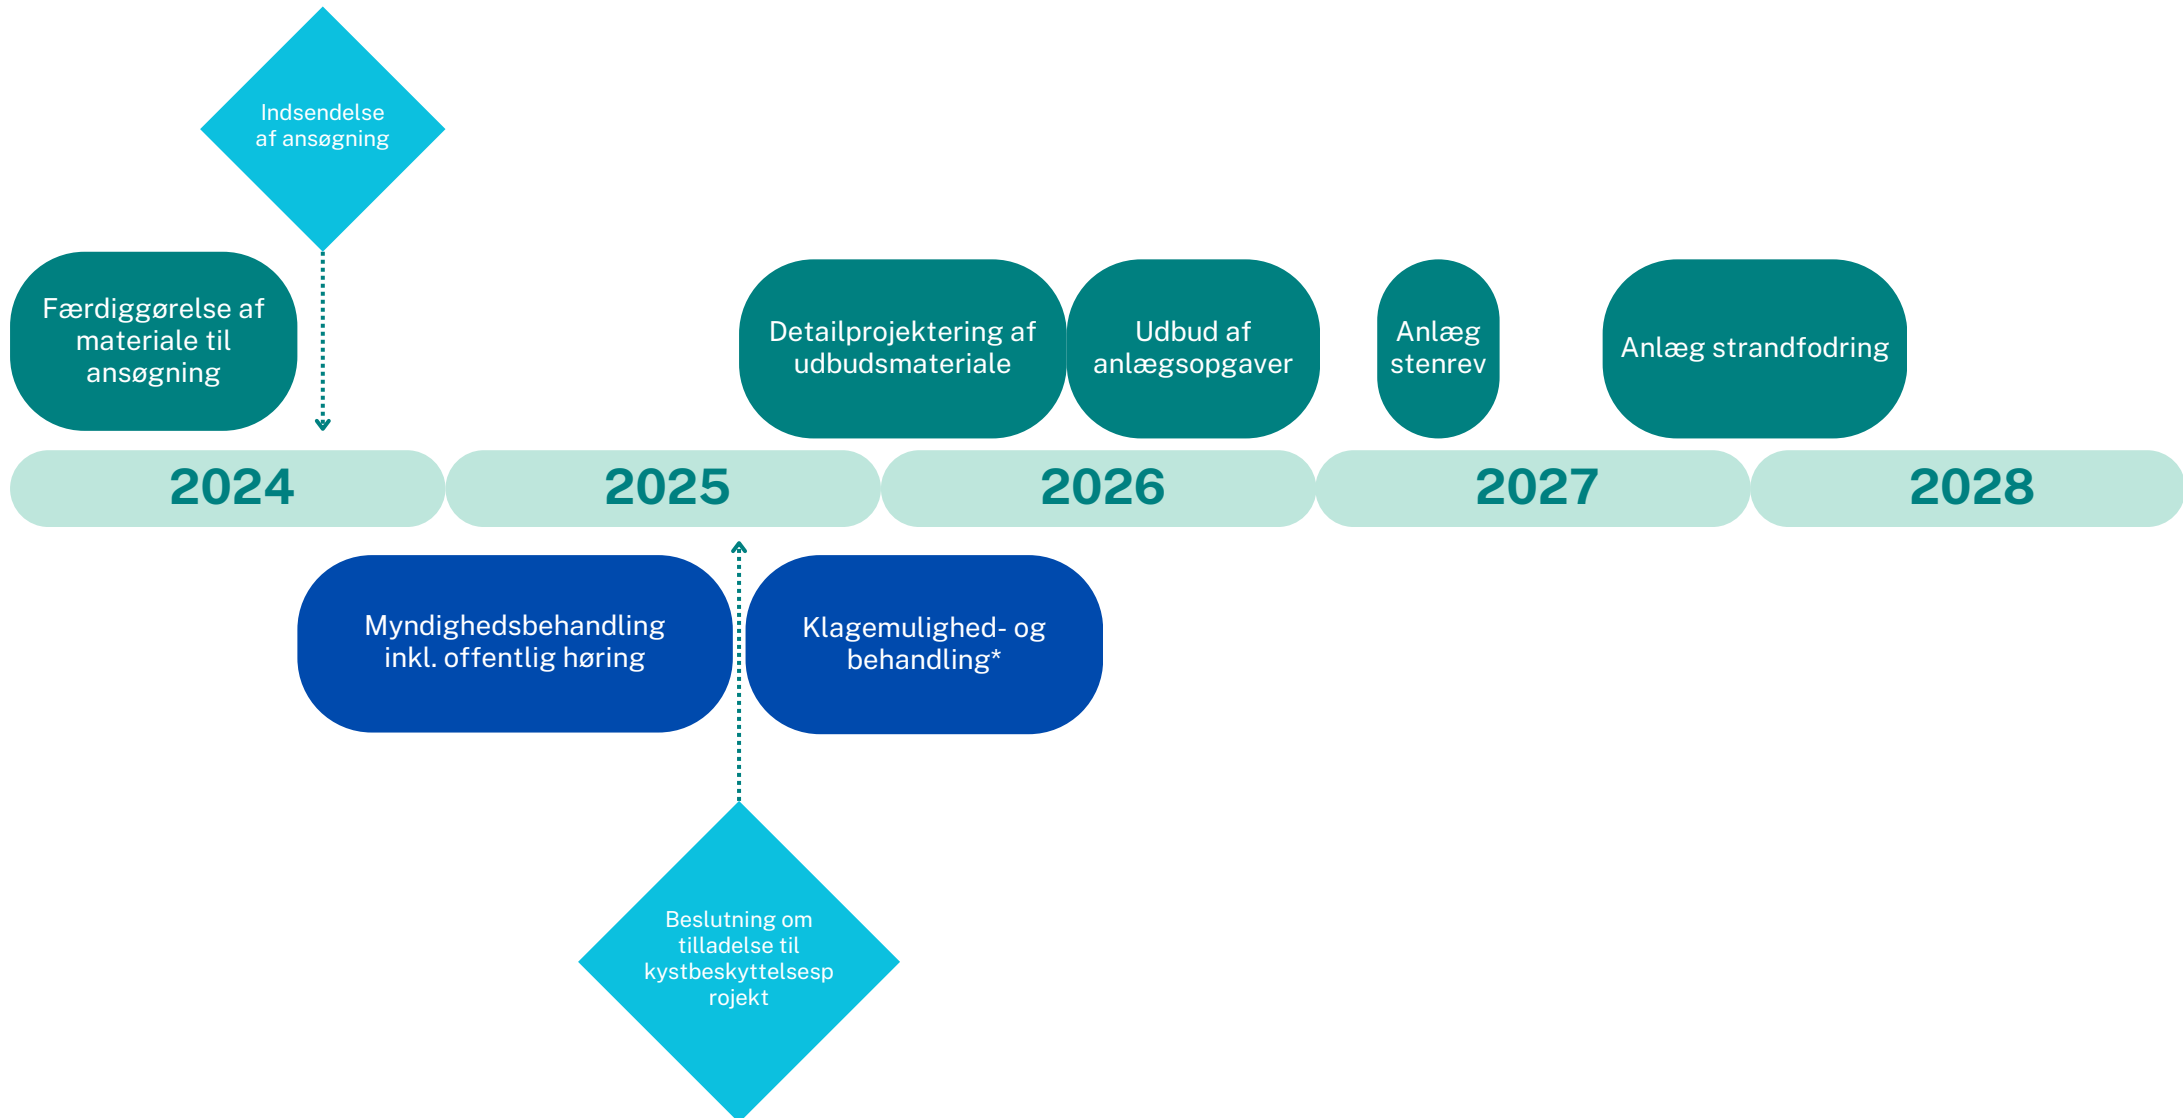 Indsendelse
af ansøgning
Færdiggørelse af
materiale til
ansøgning
Detailprojektering af
udbudsmateriale
Udbud af
anlægsopgaver
Anlæg
stenrev
Anlæg strandfodring
2024
2025
2026
2027
2028
Myndighedsbehandling
inkl. offentlig høring
Klagemulighed- og
behandling*
Beslutning om
tilladelse til
kystbeskyttelsesp
rojekt